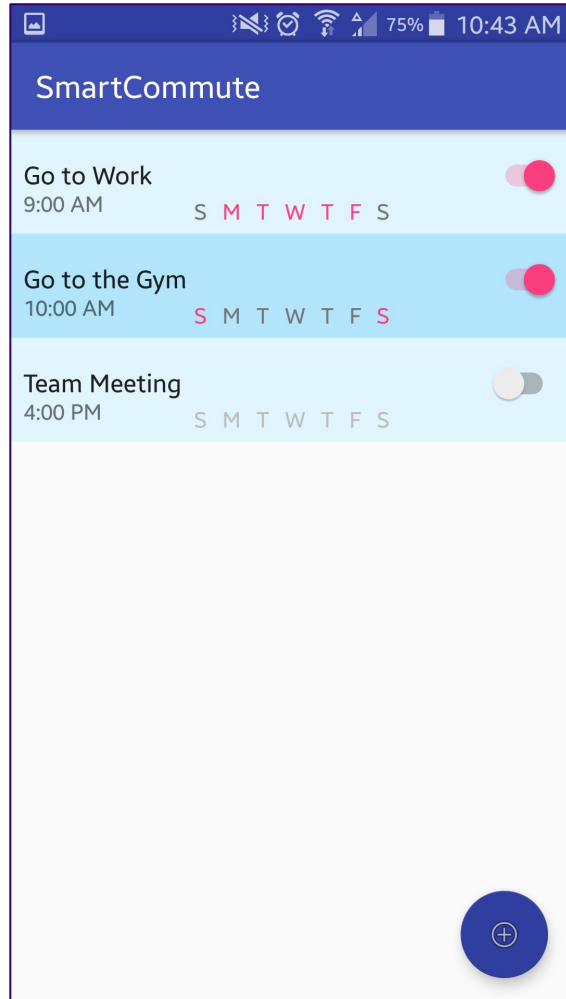 75% 10:43 AM
SmartCommute
Go to Work
9:00 AM S M T W T F S
Go to the Gym
10:00 AM S M T W T F S
Team Meeting
4:00 PM S M T W T F S